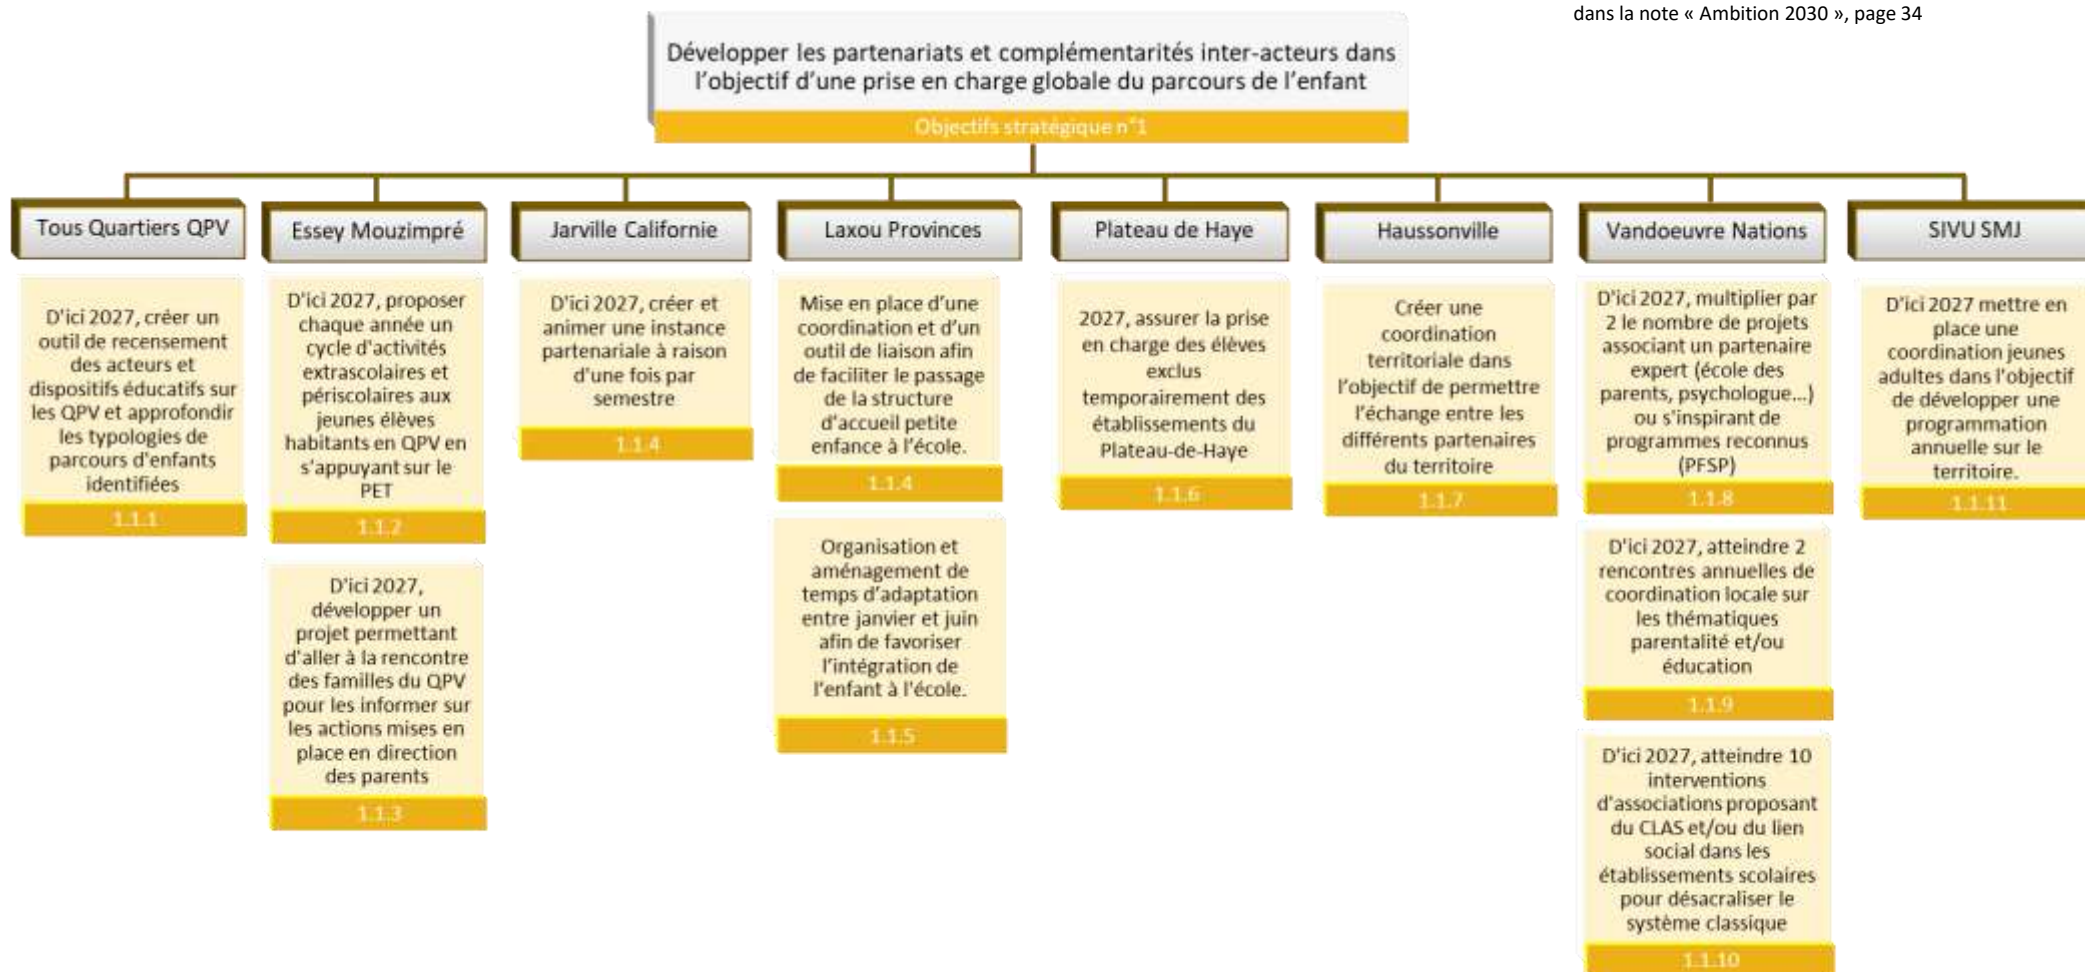 dans la note « Ambition 2030 », page 34
Développer les partenariats et complémentarités inter-acteurs dans
l'objectif d'une prise en charge globale du parcours de l'enfant
Objectifs stratégique n°1
Tous Quartiers QPV
D'ici 2027, créer un
outil de recensement
des acteurs et
dispositifs éducatifs sur
les QPV et approfondir
les typologies de
parcours d'enfants
identifiées
1.1.1
Essey Mouzimpré
D'ici 2027, proposer
chaque année un
cycle d'activités
extrascolaires et
périscolaires aux
jeunes élèves
habitants en QPV en
s'appuyant sur le
PET
1.1.2
D'ici 2027,
développer un
projet permettant
d'aller à la rencontre
des familles du QPV
pour les informer sur
les actions mises en
place en direction
des parents
1.1.3
Jarville Californie
D'ici 2027, créer et
animer une instance
partenariale à raison
d'une fois par
semestre
1.1.4
Laxou Provinces
Mise en place d'une
coordination et d'un
outil de liaison afin
de faciliter le passage
de la structure
d'accueil petite
enfance à l'école.
1.1.4
Organisation et
aménagement de
temps d'adaptation
entre janvier et juin
afin de favoriser
l'intégration de
l'enfant à l'école.
1.1.5
Plateau de Haye
2027, assurer la prise
en charge des élèves
exclus
temporairement des
établissements du
Plateau-de-Haye
1.1.6
Haussonville
Créer une
coordination
territoriale dans
l'objectif de permettre
l'échange entre les
différents partenaires
du territoire
1.1.7
Vandoeuvre Nations
D'ici 2027, multiplier par
2 le nombre de projets
associant un partenaire
expert (école des
parents, psychologue...)
ou s'inspirant de
programmes reconnus
(PFSP)
1.1.8
D'ici 2027, atteindre 2
rencontres annuelles de
coordination locale sur
les thématiques
parentalité et/ou
éducation
1.1.9
D'ici 2027, atteindre 10
interventions
d'associations proposant
du CLAS et/ou du lien
social dans les
établissements scolaires
pour désacraliser le
système classique
1.1.10
SIVU SMJ
D'ici 2027 mettre en
place une
coordination jeunes
adultes dans l'objectif
de développer une
programmation
annuelle sur le
territoire.
1.1.11